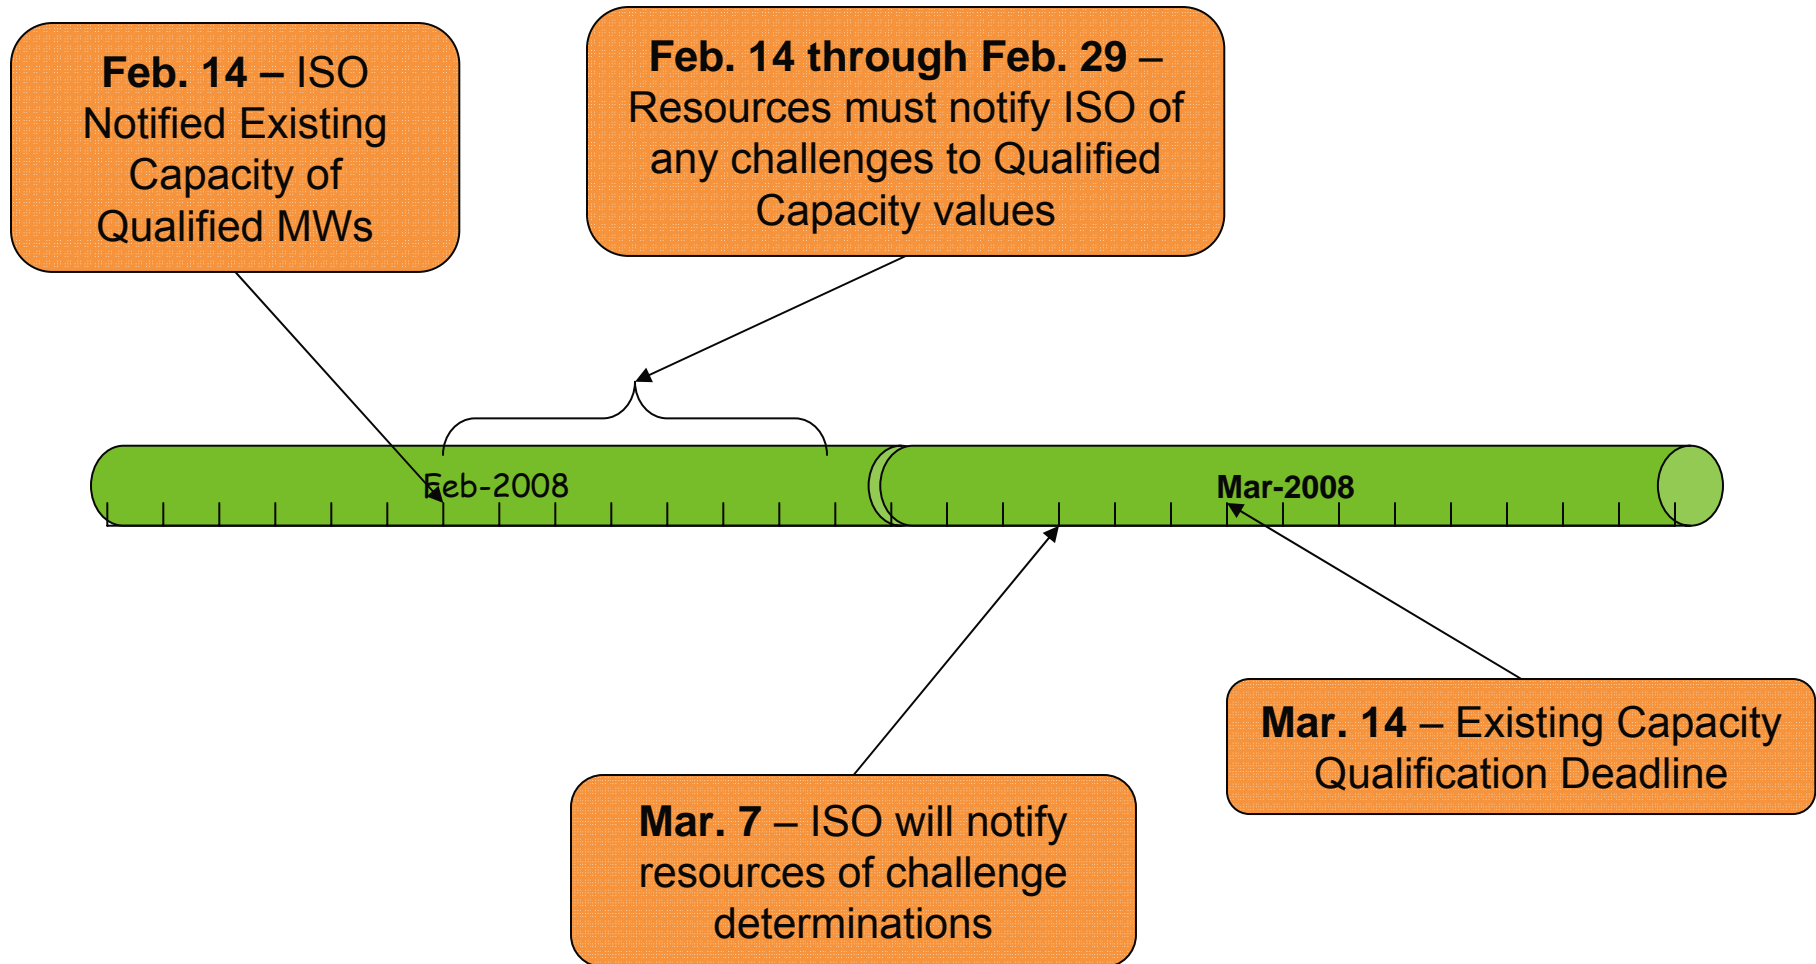 Feb. 14 – ISO
Notified Existing
Capacity of
Qualified MWs
Feb. 14 through Feb. 29 –
Resources must notify ISO of
any challenges to Qualified
Capacity values
Feb-2008
Mar-2008
Mar. 7 – ISO will notify
resources of challenge
determinations
Mar. 14 – Existing Capacity
Qualification Deadline